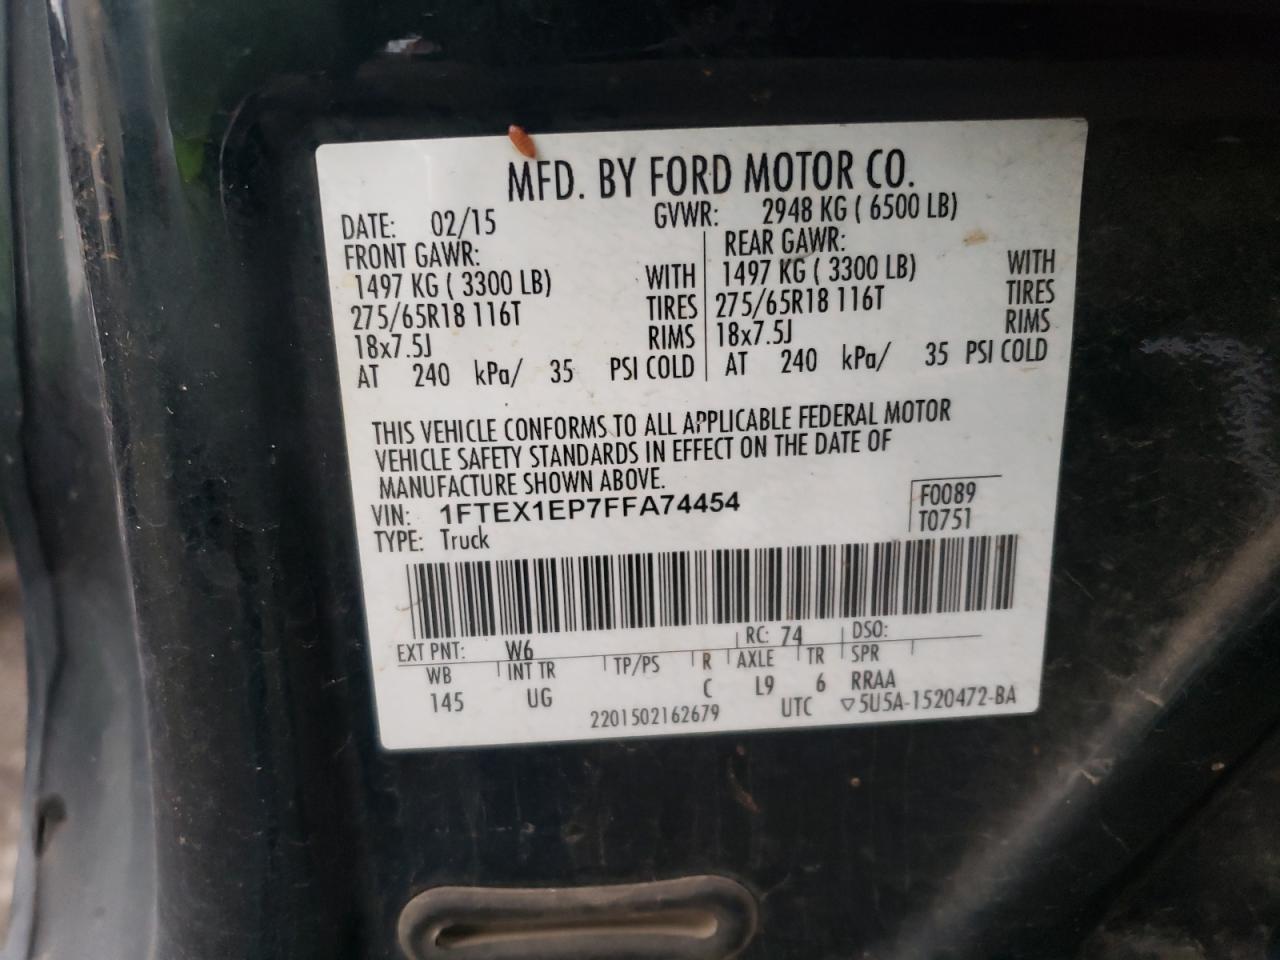 MFD. BY FORD MOTOR CO.
DATE: 02/15 GVWR: 2948 KG ( 6500 LB)
FRONT GAWR: REAR GAWR:
1497 KG ( 3300 LB) WITH 1497 KG ( 3300 LB) WITH
275/65R18 116T TIRES 275/65R18 116T TIRES
18x7.5J RIMS 18x7.5J RIMS
AT 240 kPa/ 35 PSI COLD AT 240 kPa/ 35 PSI COLD
THIS VEHICLE CONFORMS TO ALL APPLICABLE FEDERAL MOTOR
VEHICLE SAFETY STANDARDS IN EFFECT ON THE DATE OF
MANUFACTURE SHOWN ABOVE.
VIN: 1FTEX1EP7FFA74454 F0089
TYPE: Truck T0751
EXT PNT: W6 RC: 74 DSO:
WB INT TR TP/PS R AXLE TR SPR
145 UG C L9 6 RRAA
2201502162679 UTC ▽5U5A-1520472-BA